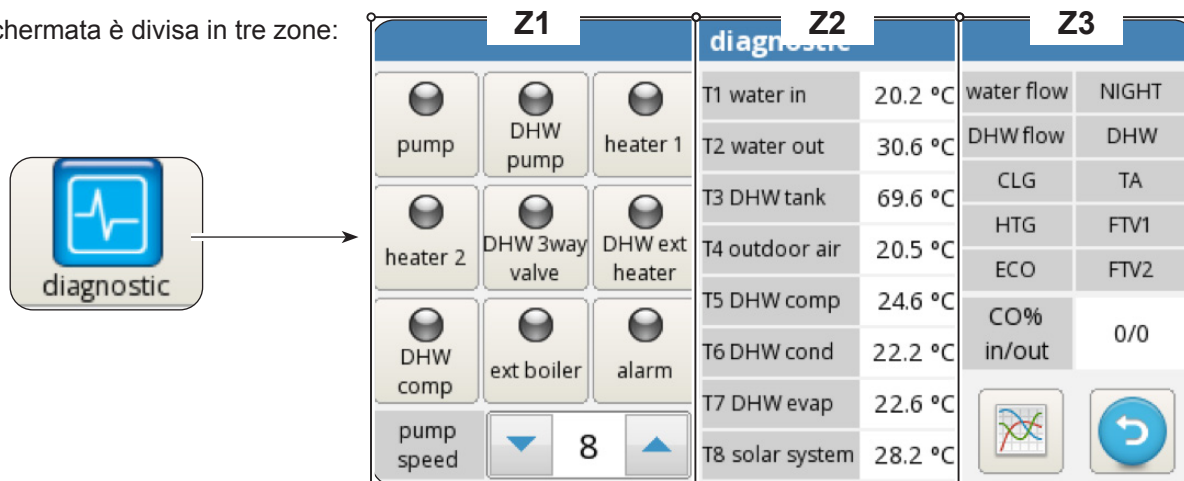 chermata è divisa in tre zone:
diagnostic
Z1
pump
DHW
pump
heater 1
heater 2
DHW 3way
valve
DHW ext
heater
DHW
comp
ext boiler
alarm
pump
speed
8
Z2
diagnostic
T1 water in 20.2 °C
T2 water out 30.6 °C
T3 DHW tank 69.6 °C
T4 outdoor air 20.5 °C
T5 DHW comp 24.6 °C
T6 DHW cond 22.2 °C
T7 DHW evap 22.6 °C
T8 solar system 28.2 °C
Z3
water flow NIGHT
DHW flow DHW
CLG TA
HTG FTV1
ECO FTV2
CO%
in/out
0/0